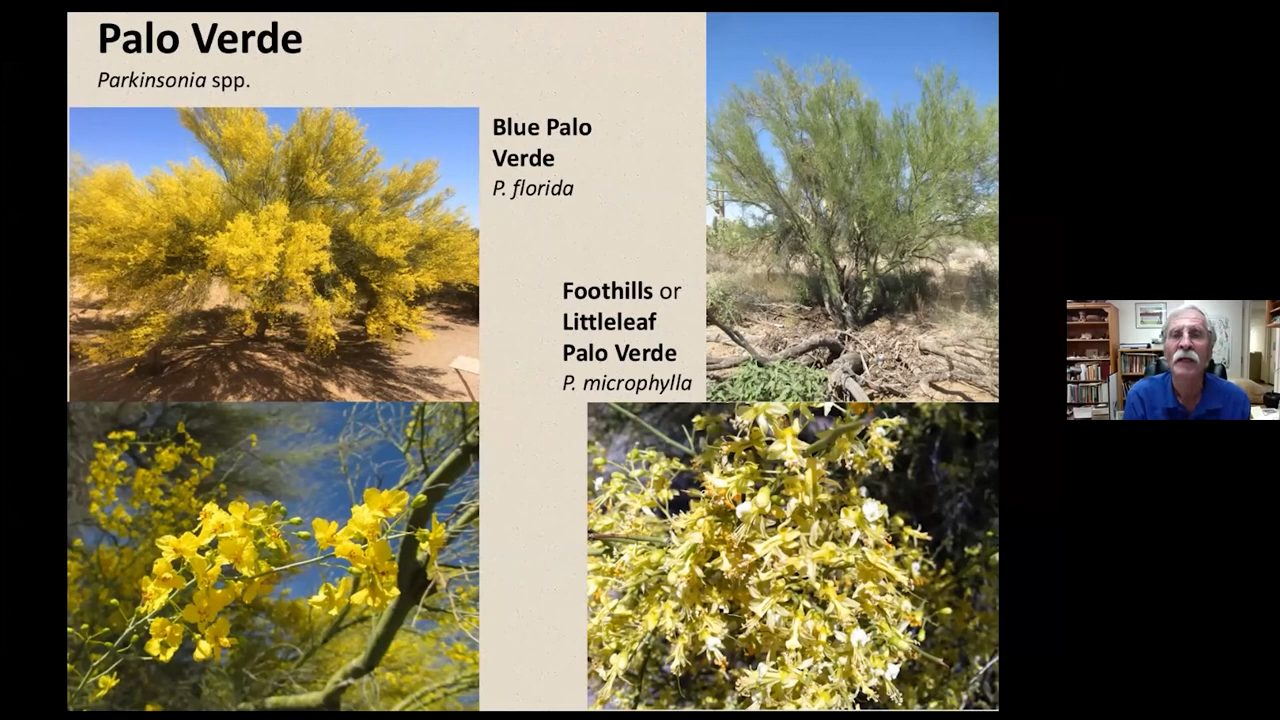 Palo Verde
Parkinsonia spp.
Blue Palo
Verde
P. florida
Foothills or
Littleleaf
Palo Verde
P. microphylla